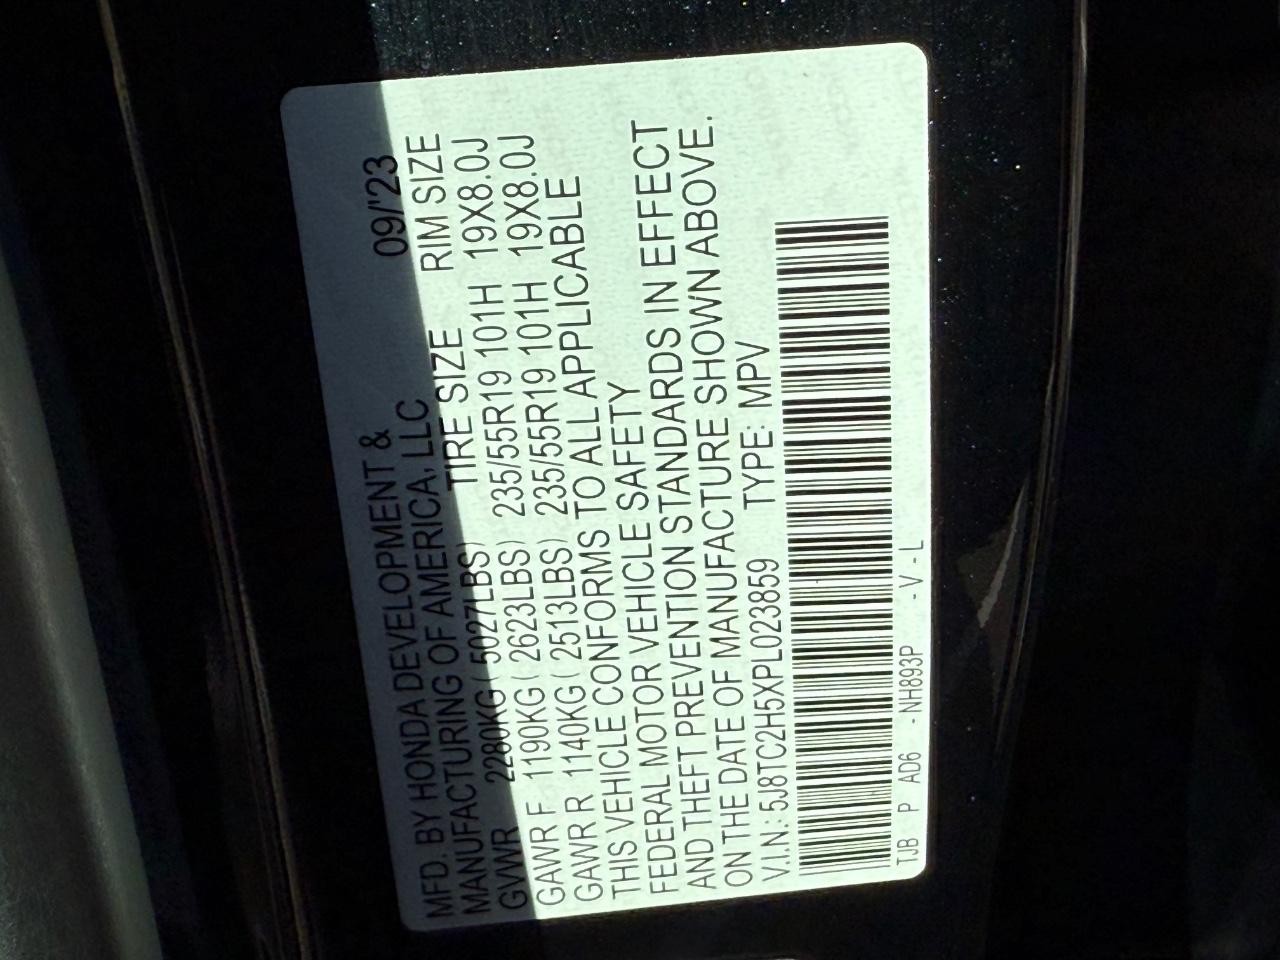 MFD. BY HONDA DEVELOPMENT & 09/'23
MANUFACTURING OF AMERICA, LLC TIRE SIZE RIM SIZE
GVWR 2280KG ( 5027LBS)
GAWR F 1190KG ( 2623LBS) 235/55R19 101H 19X8.0J
GAWR R 1140KG ( 2513LBS) 235/55R19 101H 19X8.0J
THIS VEHICLE CONFORMS TO ALL APPLICABLE
FEDERAL MOTOR VEHICLE SAFETY
AND THEFT PREVENTION STANDARDS IN EFFECT
ON THE DATE OF MANUFACTURE SHOWN ABOVE.
V.I.N.: 5J8TC2H5XPL023859 TYPE: MPV
TJB P AD6 - NH893P - V - L